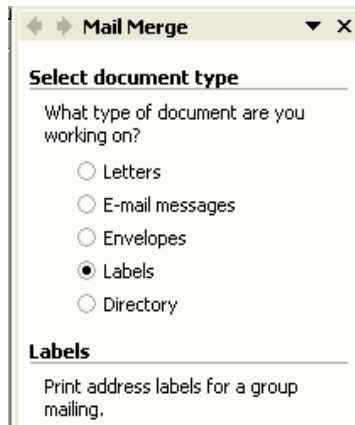 Mail Merge
Select document type
What type of document are you
working on?
Letters
E-mail messages
Envelopes
Labels
Directory
Labels
Print address labels for a group
mailing.